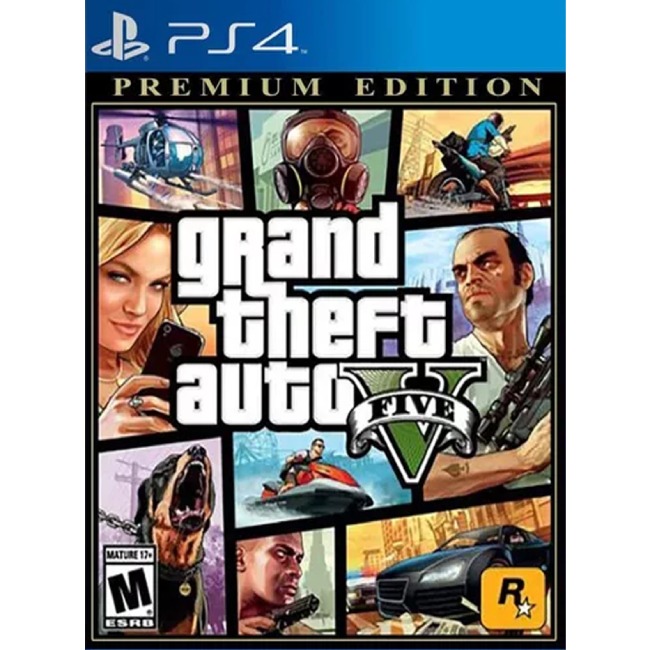 PS4
PREMIUM EDITION
grand
theft
auto V
FIVE
MATURE 17+
M
ESRB
R